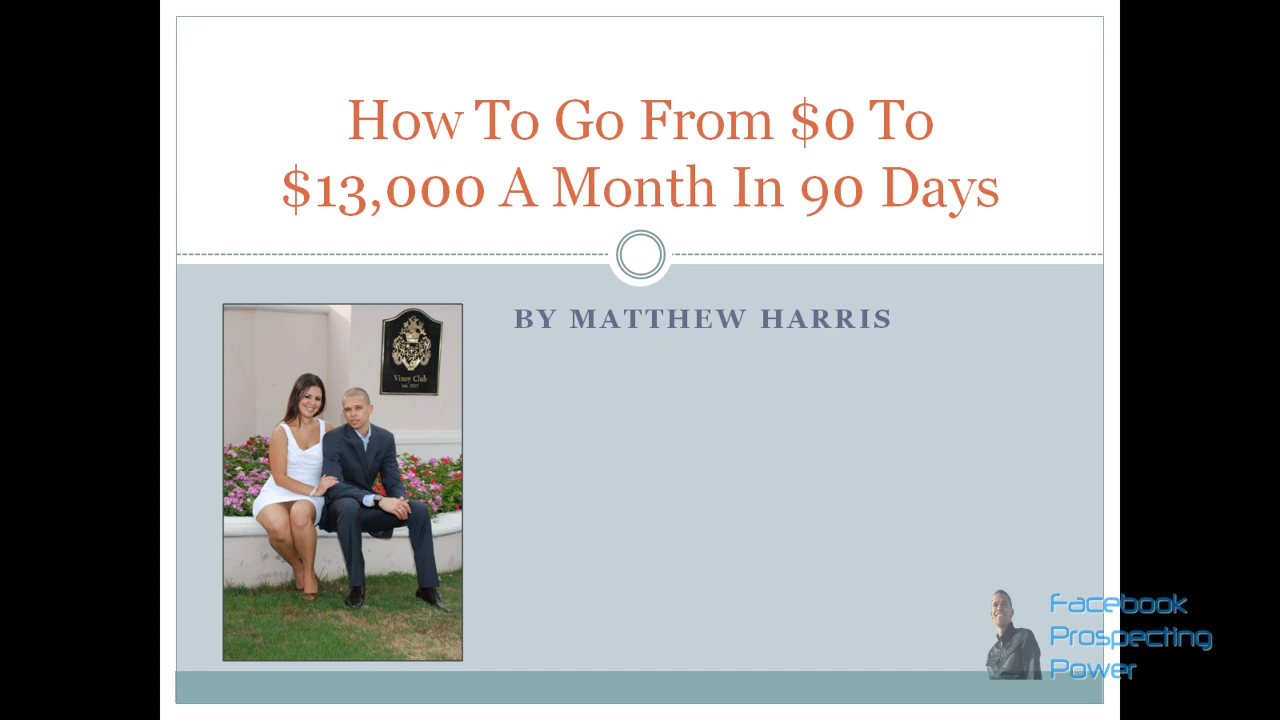 How To Go From $0 To
$13,000 A Month In 90 Days
BY MATTHEW HARRIS
Vinoy Club
Facebook
Prospecting
Power